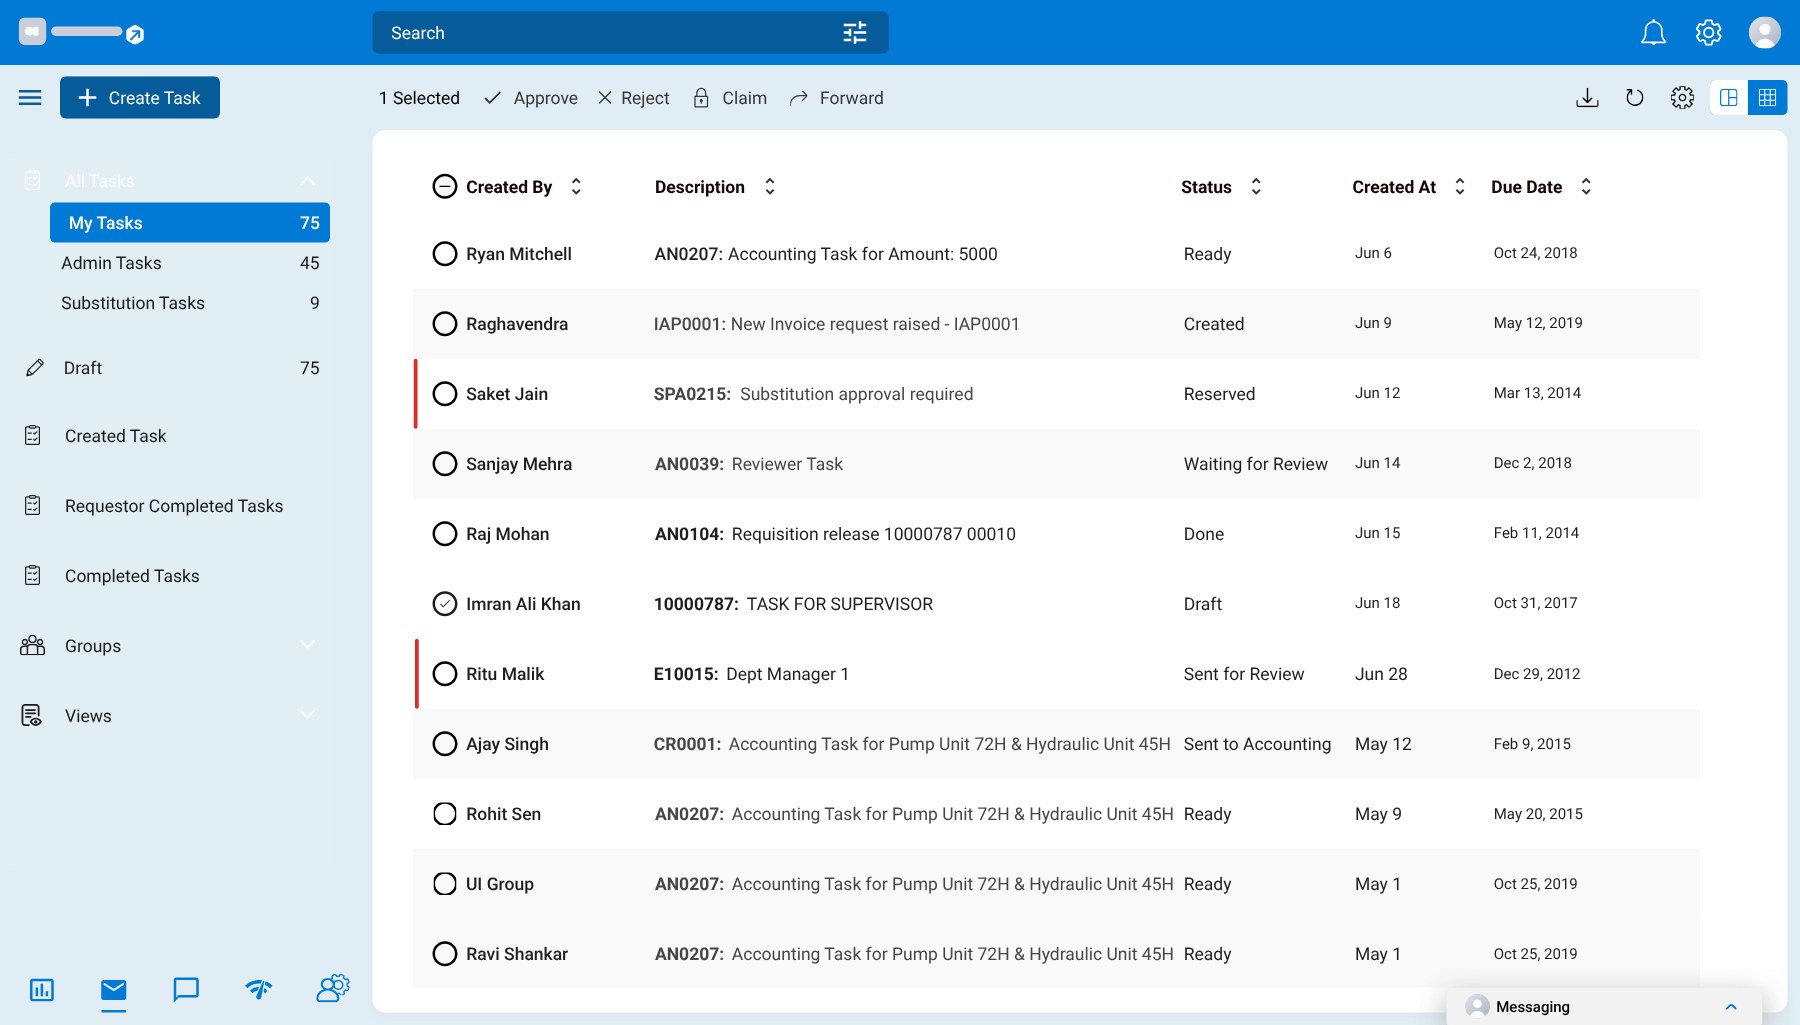 Search
Create Task
1 Selected Approve Reject Claim Forward
All Tasks
My Tasks 75
Admin Tasks 45
Substitution Tasks 9
Draft 75
Created Task
Requestor Completed Tasks
Completed Tasks
Groups
Views
Created By Description Status Created At Due Date
Ryan Mitchell AN0207: Accounting Task for Amount: 5000 Ready Jun 6 Oct 24, 2018
Raghavendra IAP0001: New Invoice request raised - IAP0001 Created Jun 9 May 12, 2019
Saket Jain SPA0215: Substitution approval required Reserved Jun 12 Mar 13, 2014
Sanjay Mehra AN0039: Reviewer Task Waiting for Review Jun 14 Dec 2, 2018
Raj Mohan AN0104: Requisition release 10000787 00010 Done Jun 15 Feb 11, 2014
Imran Ali Khan 10000787: TASK FOR SUPERVISOR Draft Jun 18 Oct 31, 2017
Ritu Malik E10015: Dept Manager 1 Sent for Review Jun 28 Dec 29, 2012
Ajay Singh CR0001: Accounting Task for Pump Unit 72H & Hydraulic Unit 45H Sent to Accounting May 12 Feb 9, 2015
Rohit Sen AN0207: Accounting Task for Pump Unit 72H & Hydraulic Unit 45H Ready May 9 May 20, 2015
UI Group AN0207: Accounting Task for Pump Unit 72H & Hydraulic Unit 45H Ready May 1 Oct 25, 2019
Ravi Shankar AN0207: Accounting Task for Pump Unit 72H & Hydraulic Unit 45H Ready May 1 Oct 25, 2019
Messaging